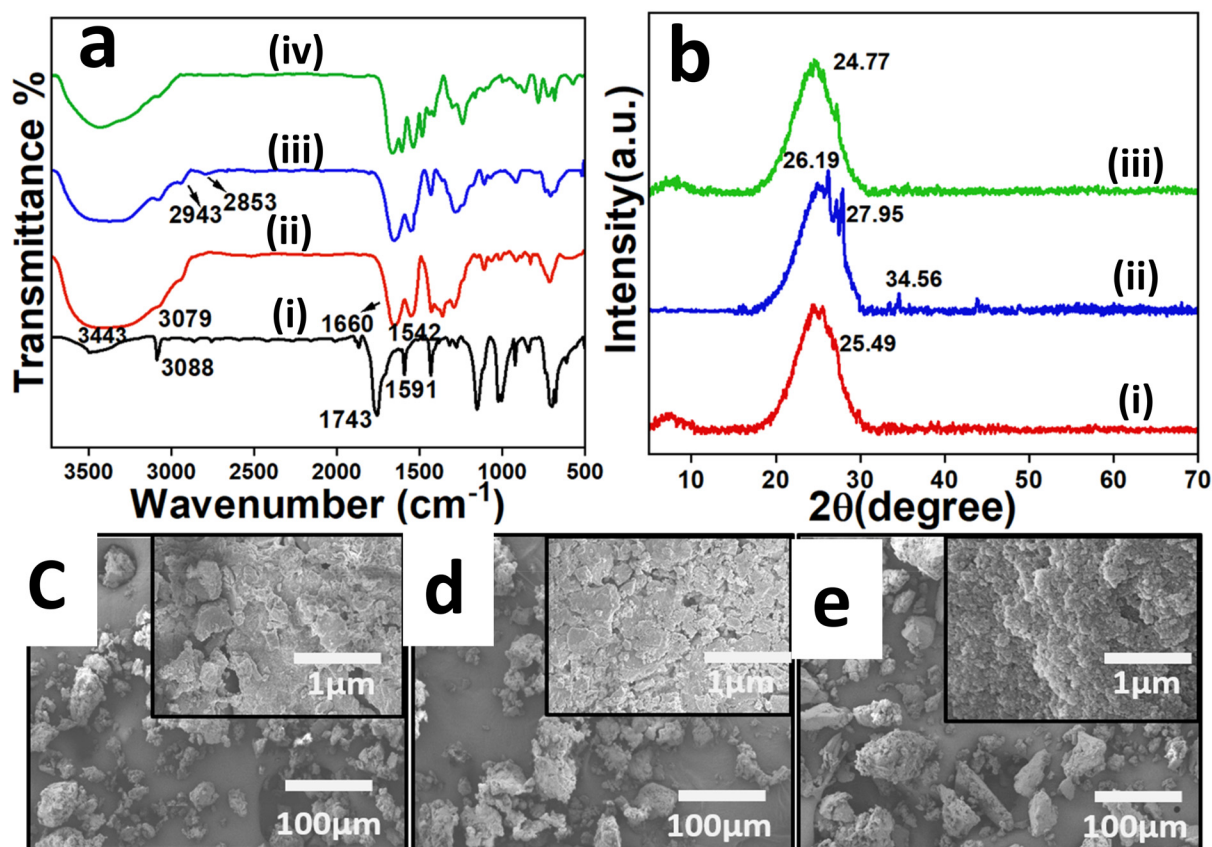 a
(iv)
(iii)
2943
2853
(ii)
3079
3443
(i)
1660
1542
3088
1591
1743
Transmittance %
3500 3000 2500 2000 1500 1000 500
Wavenumber (cm-1)
b
24.77
(iii)
26.19
27.95
34.56
(ii)
25.49
(i)
Intensity(a.u.)
10 20 30 40 50 60 70
2θ(degree)
C
1μm
100μm
d
1μm
100μm
e
1μm
100μm